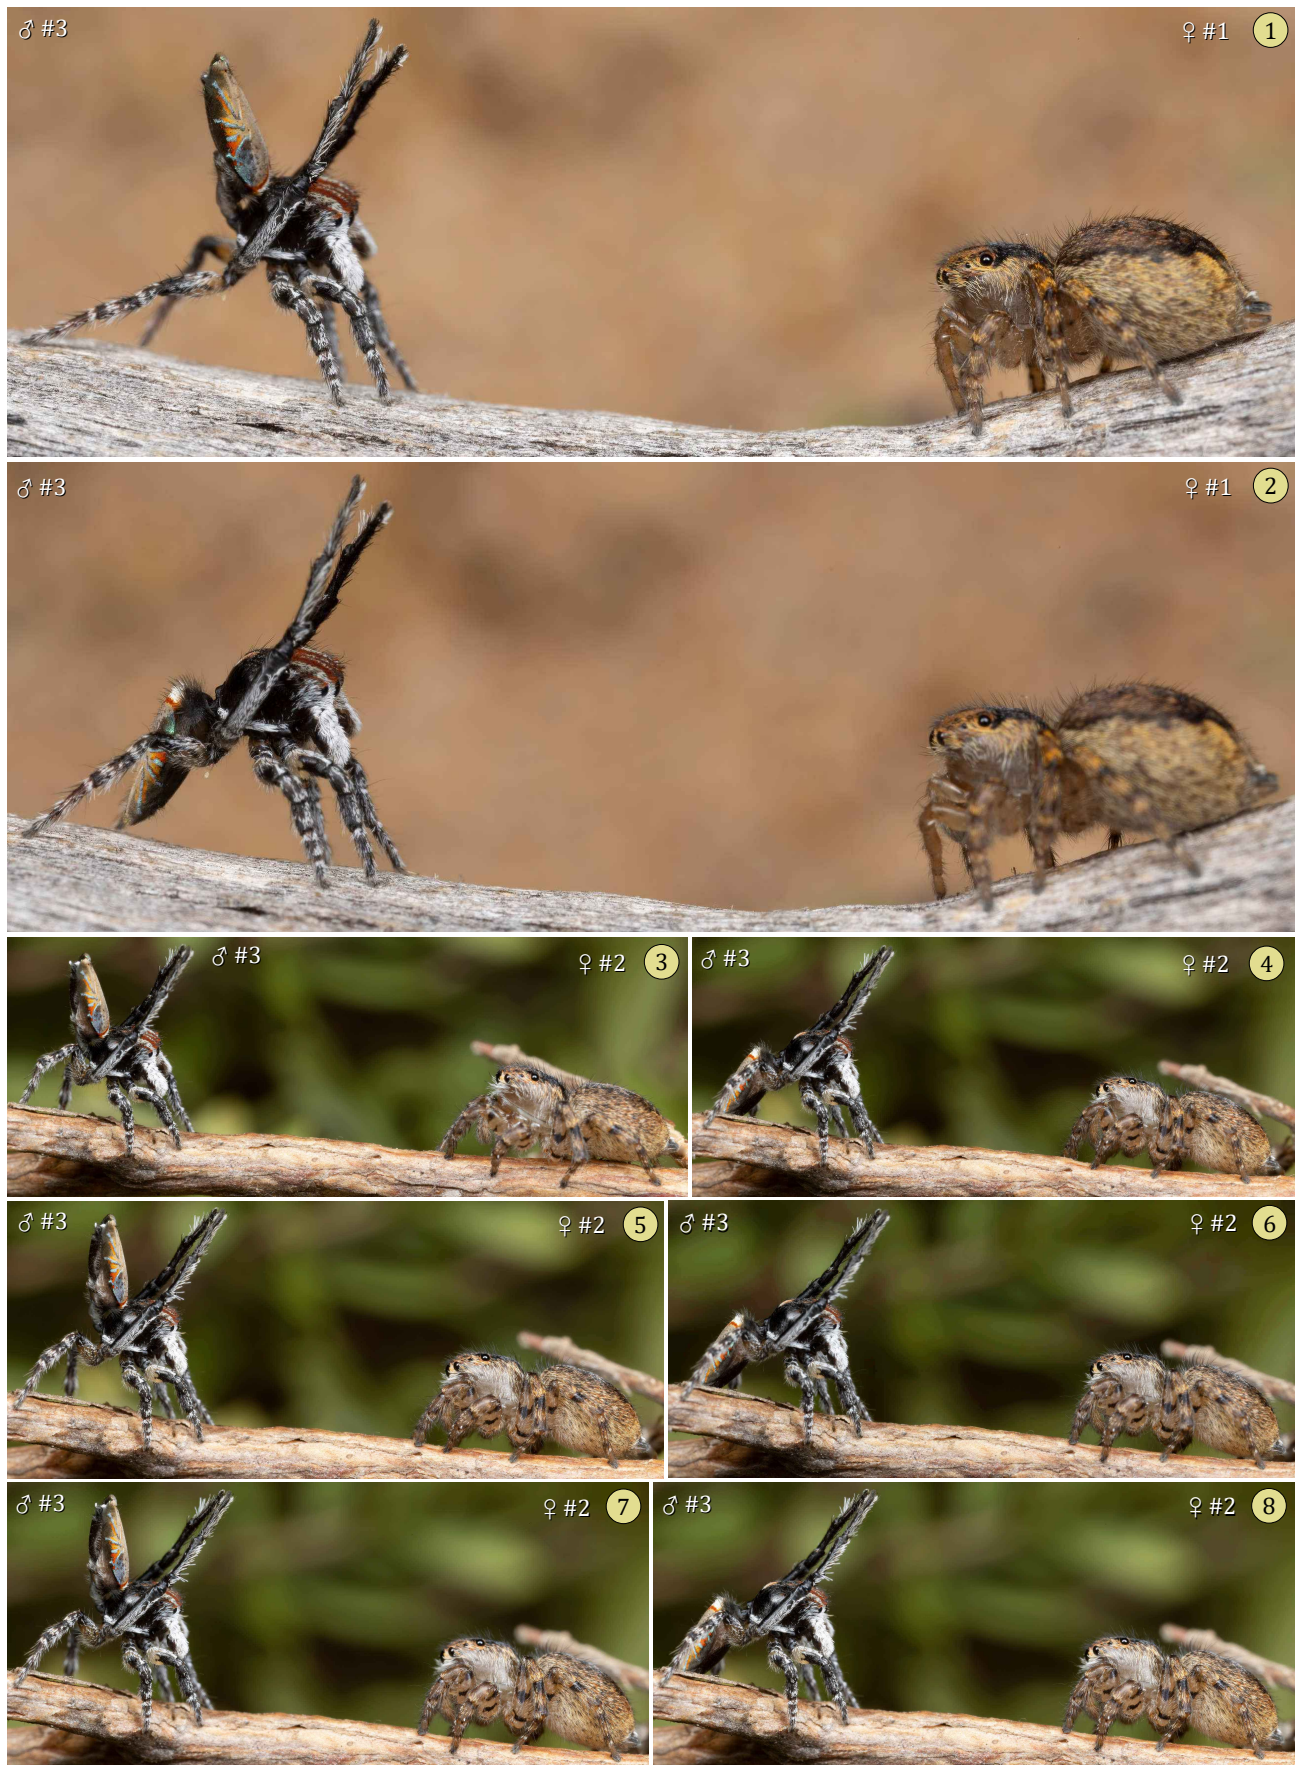 ♂ #3 ♀ #1 1
♂ #3 ♀ #1 2
♂ #3 ♀ #2 3
♂ #3 ♀ #2 4
♂ #3 ♀ #2 5
♂ #3 ♀ #2 6
♂ #3 ♀ #2 7
♂ #3 ♀ #2 8